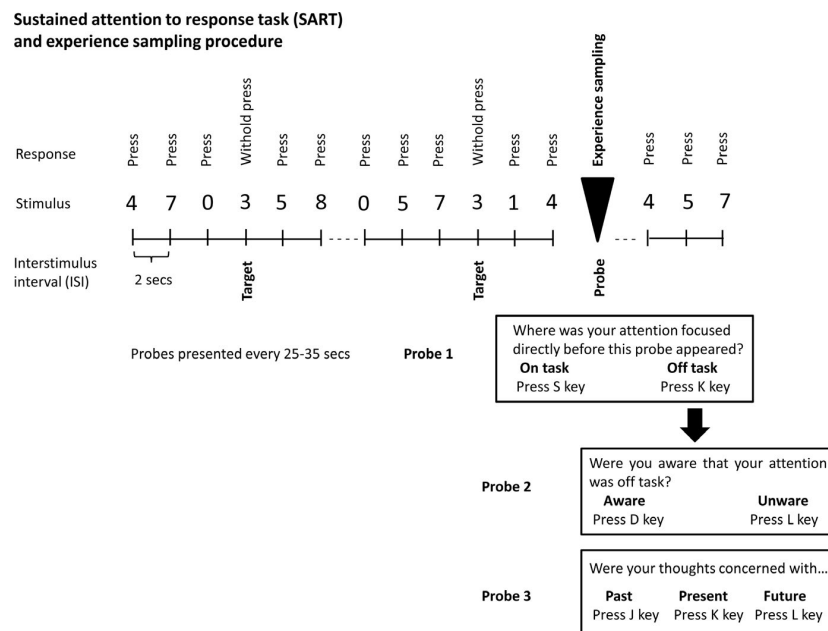 Sustained attention to response task (SART)
and experience sampling procedure
Response
Press
Press
Press
Withold press
Press
Press
Press
Press
Press
Withold press
Press
Press
Experience sampling
Press
Press
Press
Stimulus
4 7 0 3 5 8 0 5 7 3 1 4 4 5 7
Interstimulus
interval (ISI)
2 secs
Target
Target
Probe
Probes presented every 25-35 secs
Probe 1
Where was your attention focused
directly before this probe appeared?
On task Off task
Press S key Press K key
Probe 2
Were you aware that your attention
was off task?
Aware Unware
Press D key Press L key
Probe 3
Were your thoughts concerned with…
Past Present Future
Press J key Press K key Press L key